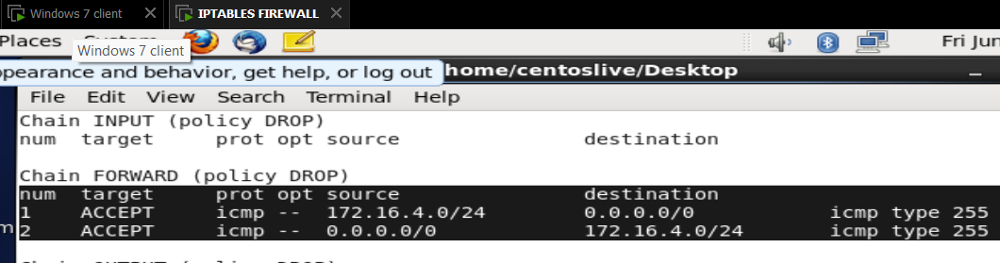 Windows 7 client IPTABLES FIREWALL
Places System Fri Jun
Windows 7 client
ppearance and behavior, get help, or log out home/centoslive/Desktop
File Edit View Search Terminal Help
Chain INPUT (policy DROP)
num target prot opt source destination
Chain FORWARD (policy DROP)
num target prot opt source destination
1 ACCEPT icmp -- 172.16.4.0/24 0.0.0.0/0 icmp type 255
2 ACCEPT icmp -- 0.0.0.0/0 172.16.4.0/24 icmp type 255